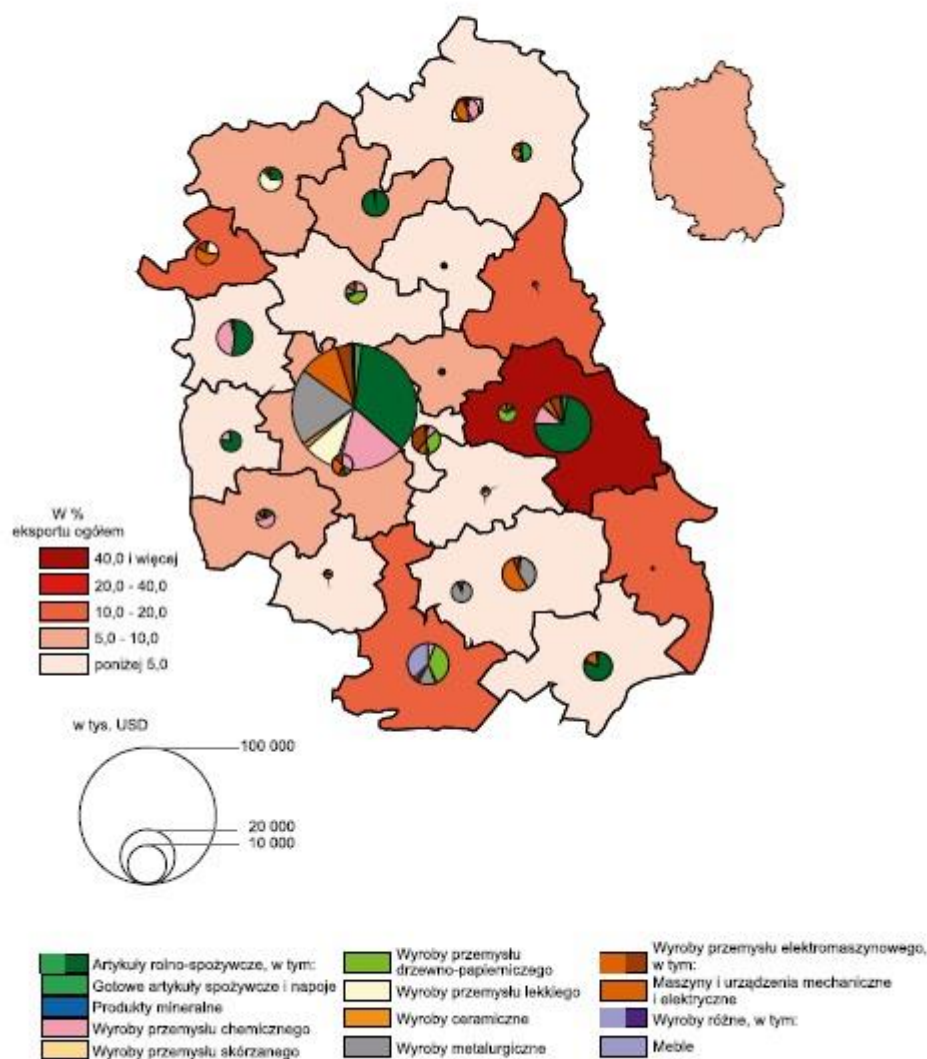 W %
eksportu ogółem
40,0 i więcej
20,0 - 40,0
10,0 - 20,0
5,0 - 10,0
poniżej 5,0
w tys. USD
100 000
20 000
10 000
Artykuły rolno-spożywcze, w tym:
Gotowe artykuły spożywcze i napoje
Produkty mineralne
Wyroby przemysłu chemicznego
Wyroby przemysłu skórzanego
Wyroby przemysłu
drzewno-papierniczego
Wyroby przemysłu lekkiego
Wyroby ceramiczne
Wyroby metalurgiczne
Wyroby przemysłu elektromaszynowego,
w tym:
Maszyny i urządzenia mechaniczne
i elektryczne
Wyroby różne, w tym:
Meble